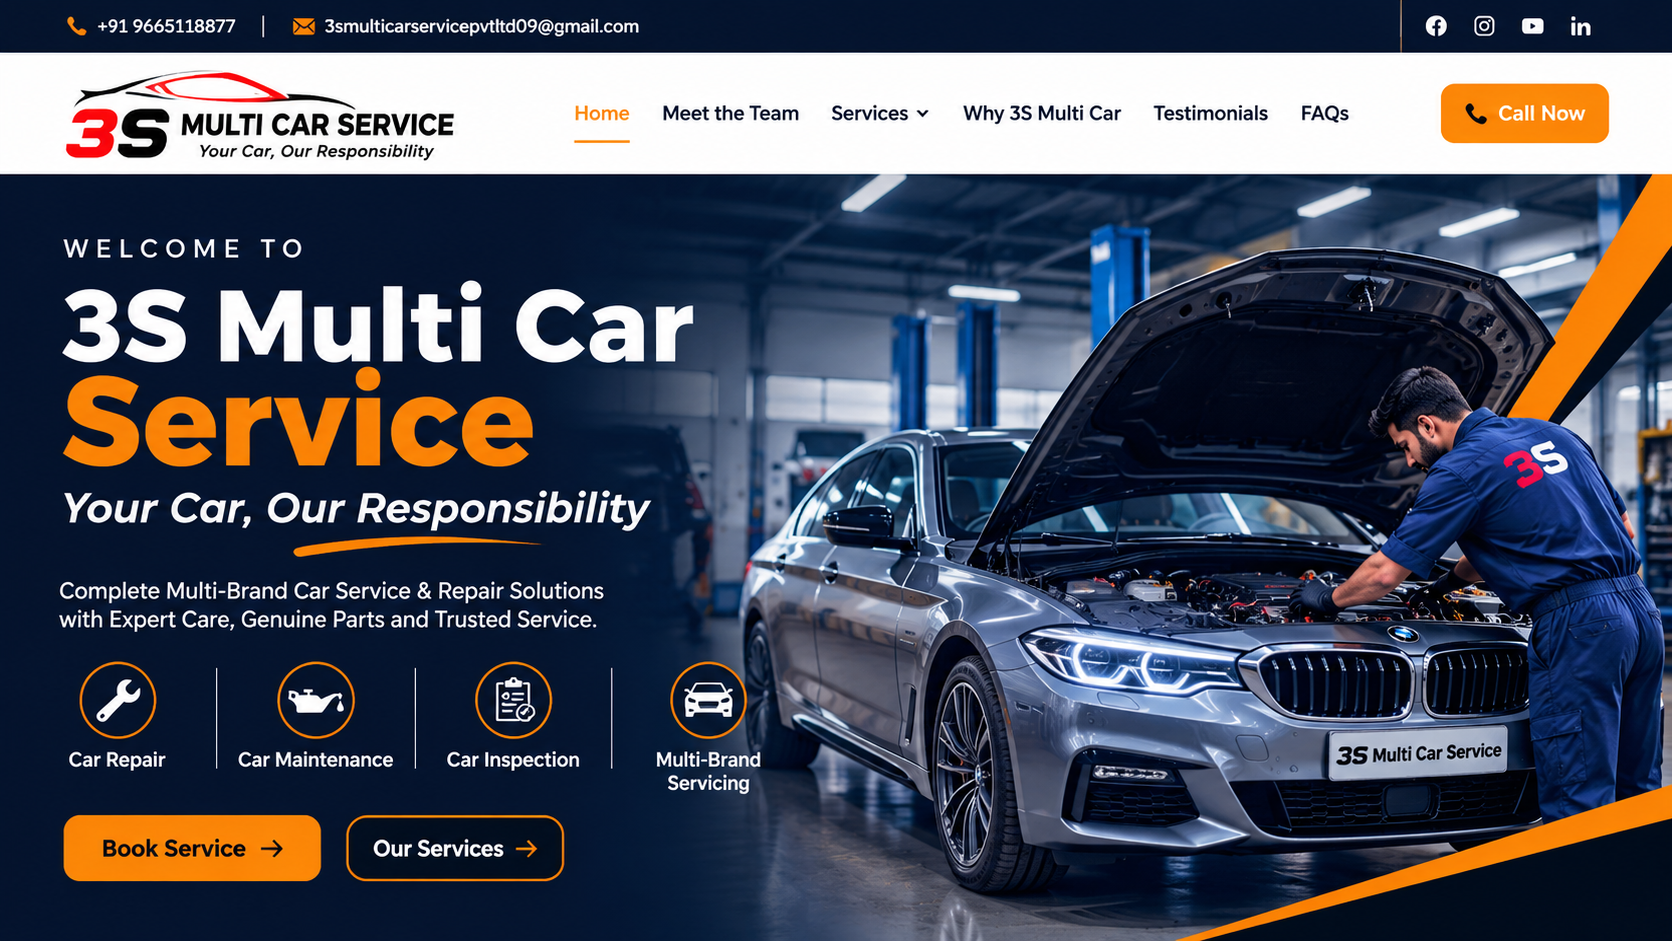 +91 9665118877
3smulticarservicepvtltd09@gmail.com
3S MULTI CAR SERVICE
Your Car, Our Responsibility
Home
Meet the Team
Services
Why 3S Multi Car
Testimonials
FAQs
Call Now
WELCOME TO
3S Multi Car
Service
Your Car, Our Responsibility
Complete Multi-Brand Car Service & Repair Solutions
with Expert Care, Genuine Parts and Trusted Service.
Car Repair
Car Maintenance
Car Inspection
Multi-Brand
Servicing
Book Service
Our Services
3S
3S Multi Car Service